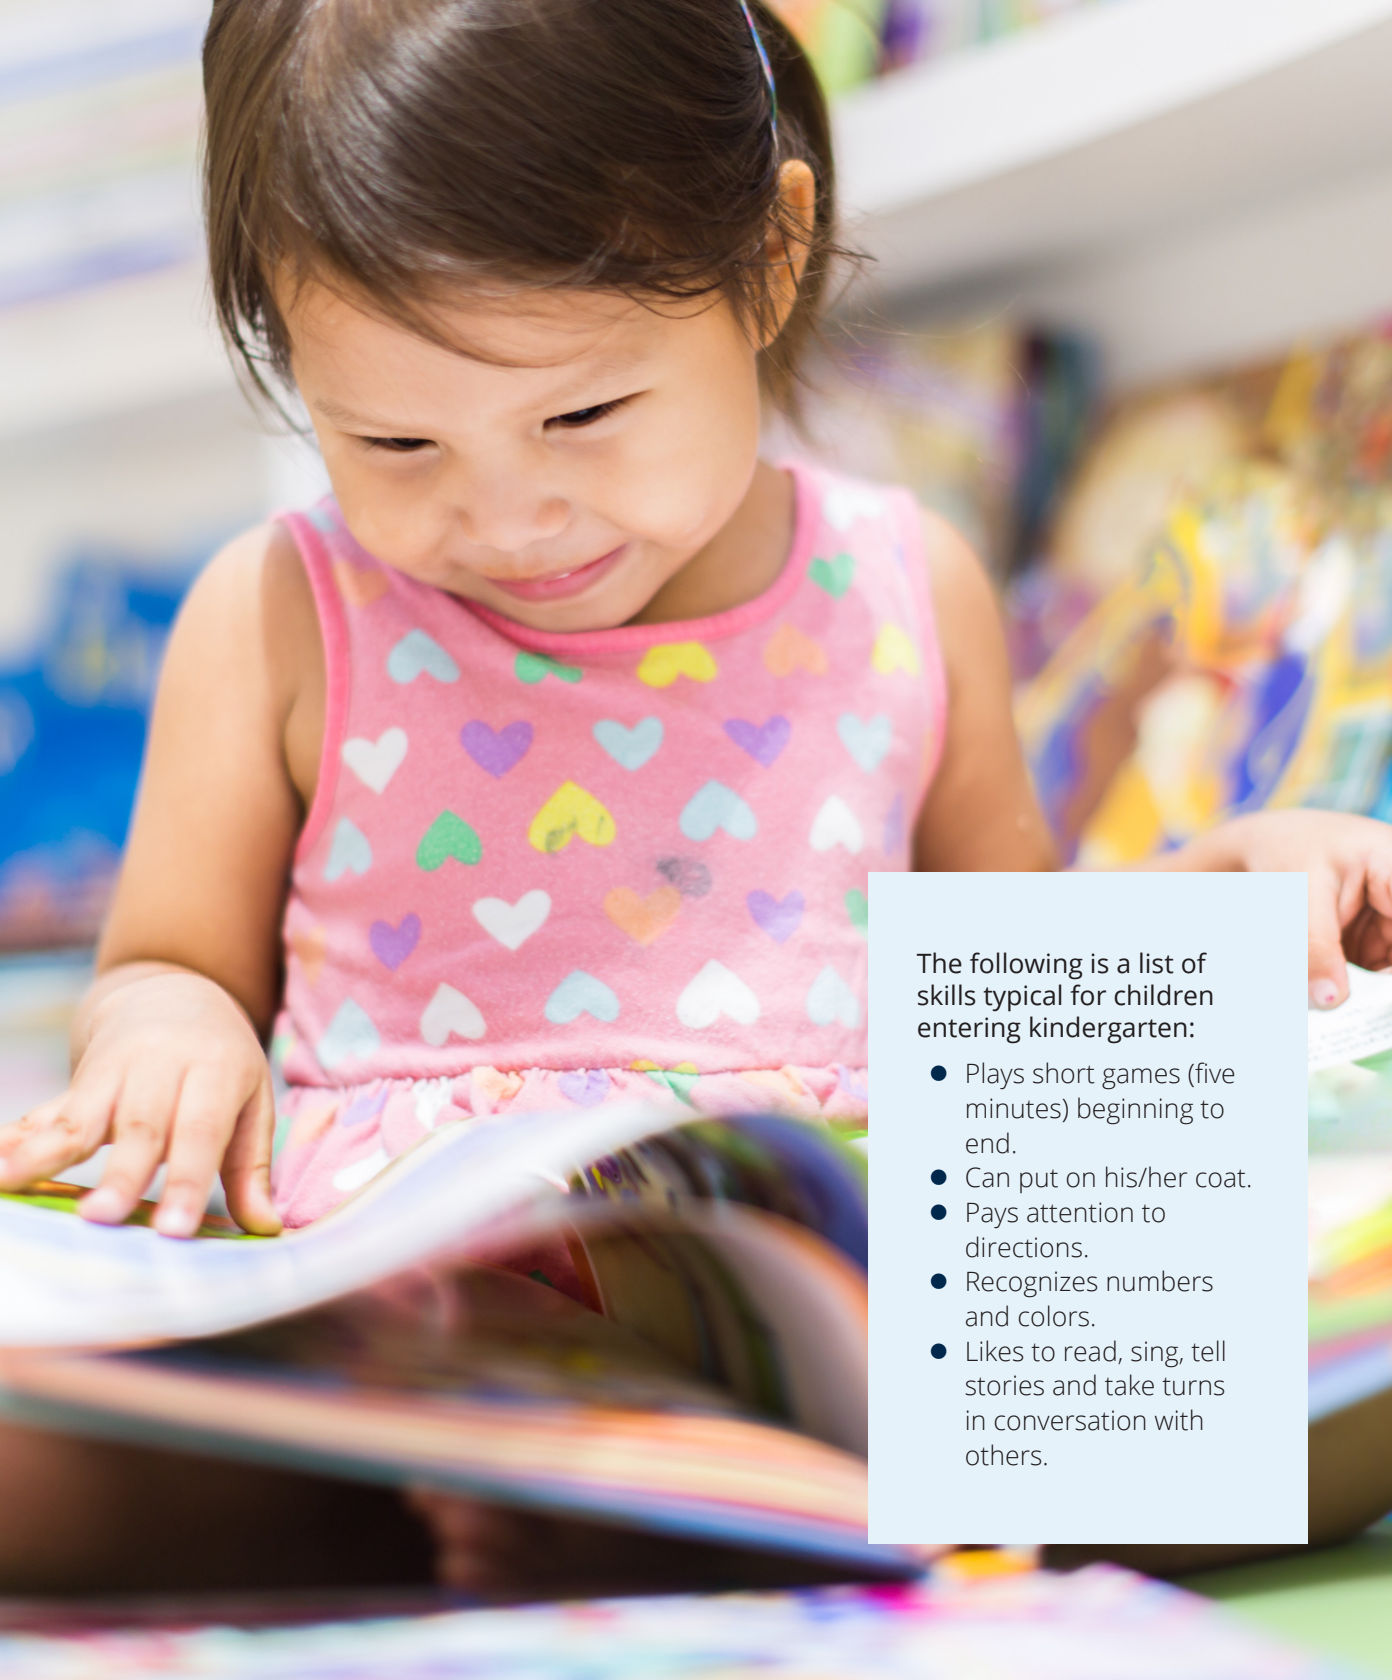 The following is a list of
skills typical for children
entering kindergarten:
● Plays short games (five
minutes) beginning to
end.
● Can put on his/her coat.
● Pays attention to
directions.
● Recognizes numbers
and colors.
● Likes to read, sing, tell
stories and take turns
in conversation with
others.